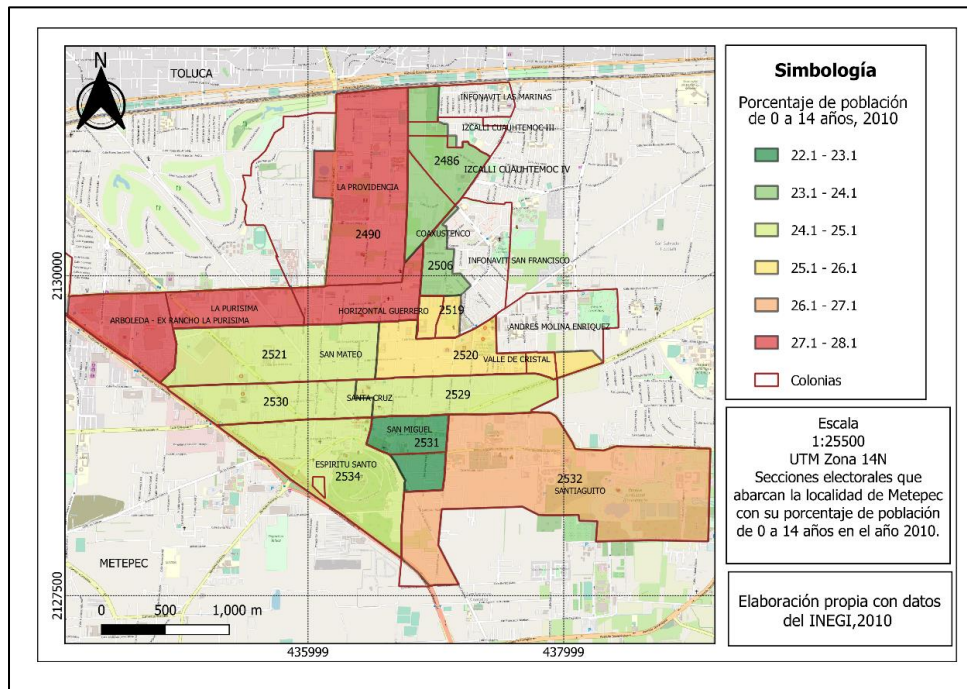 N
TOLUCA
INFONAVIT LAS MARINAS
IZCALLI CUAUHTEMOC III
2486
IZCALLI CUAUHTEMOC IV
LA PROVIDENCIA
2490
COAXUSTENCO
2506
INFONAVIT SAN FRANCISCO
LA PURISIMA
HORIZONTAL GUERRERO
2519
ARBOLEDA - EX RANCHO LA PURISIMA
ANDRES MOLINA ENRIQUEZ
2521
SAN MATEO
2520
VALLE DE CRISTAL
2530
SANTA CRUZ
2529
SAN MIGUEL
2531
ESPIRITU SANTO
2534
2532
SANTIAGUITO
METEPEC
0 500 1,000 m
2130000
2127500
435999
437999
Simbología
Porcentaje de población
de 0 a 14 años, 2010
22.1 - 23.1
23.1 - 24.1
24.1 - 25.1
25.1 - 26.1
26.1 - 27.1
27.1 - 28.1
Colonias
Escala
1:25500
UTM Zona 14N
Secciones electorales que
abarcan la localidad de Metepec
con su porcentaje de población
de 0 a 14 años en el año 2010.
Elaboración propia con datos
del INEGI,2010